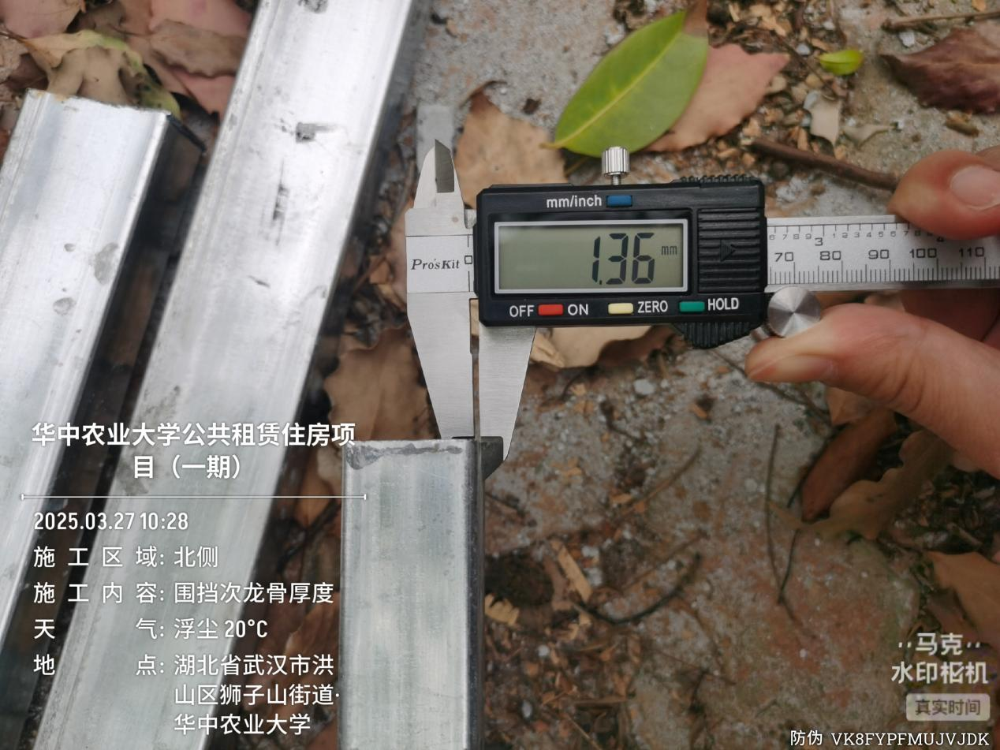 mm/inch
Pro'sKit
1.36 mm
OFF ON ZERO HOLD
70 80 90 100 110
华中农业大学公共租赁住房项
目（一期）
2025.03.27 10:28
施工区域: 北侧
施工内容: 围挡次龙骨厚度
天气: 浮尘 20°C
地点: 湖北省武汉市洪
山区狮子山街道·
华中农业大学
马克
水印相机
真实时间
防伪 VK8FYPFMUJVJDK